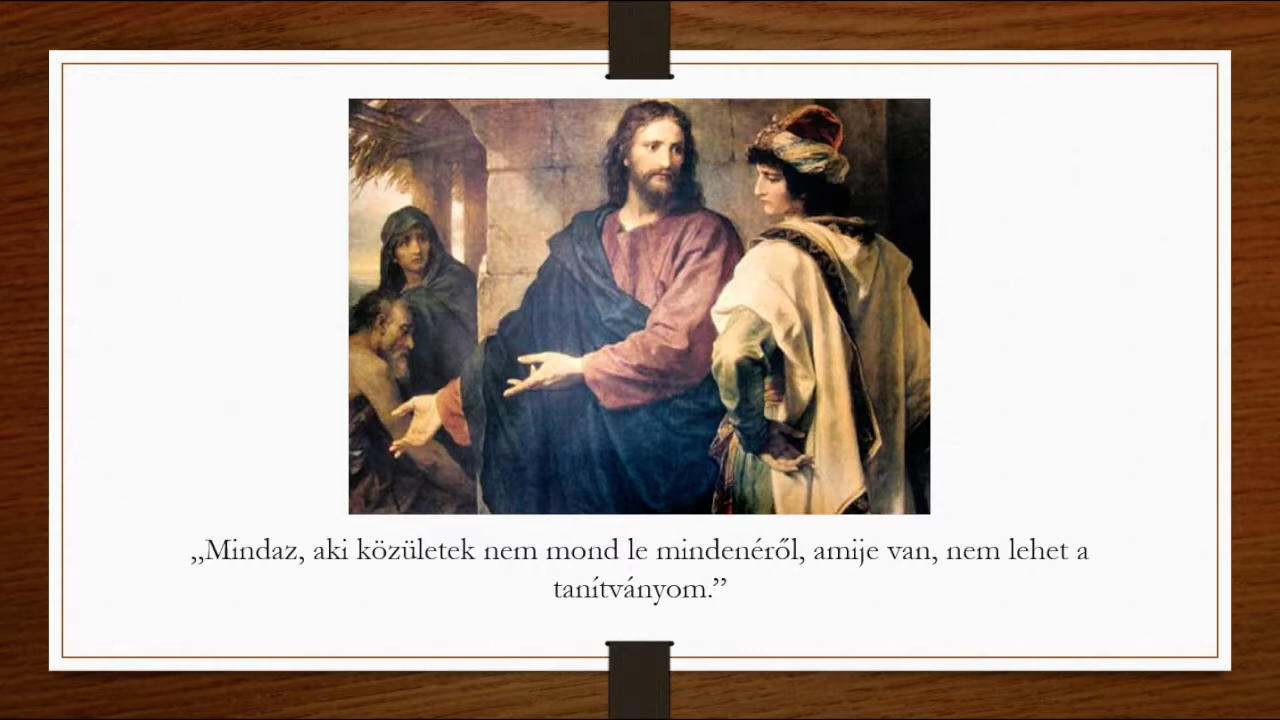 „Mindaz, aki közületek nem mond le mindenéről, amije van, nem lehet a
tanítványom.”